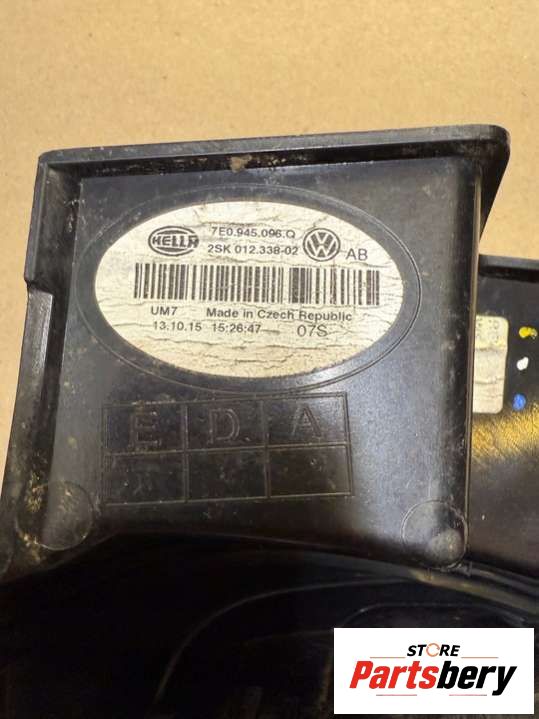 HELLA
7E0.945.096.Q
2SK 012.338-02
VW
AB
UM7 Made in Czech Republic
13.10.15 15:26:47 07S
E D A
STORE
Partsbery